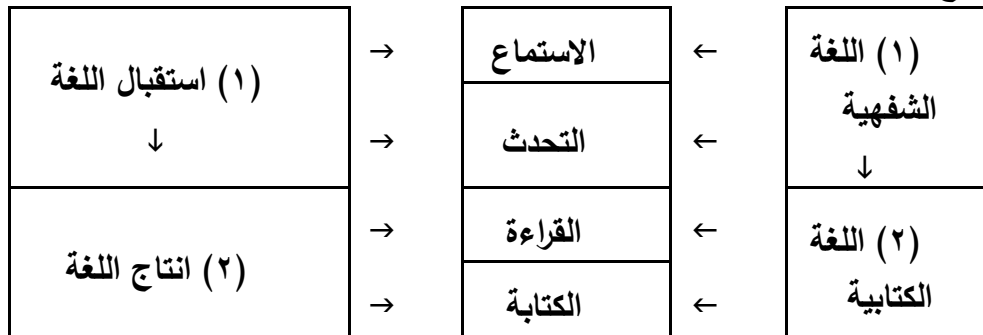 (١) اللغة
الشفهية
↓
(٢) اللغة
الكتابية
← الاستماع →
← التحدث →
← القراءة →
← الكتابة →
(١) استقبال اللغة
↓
(٢) انتاج اللغة